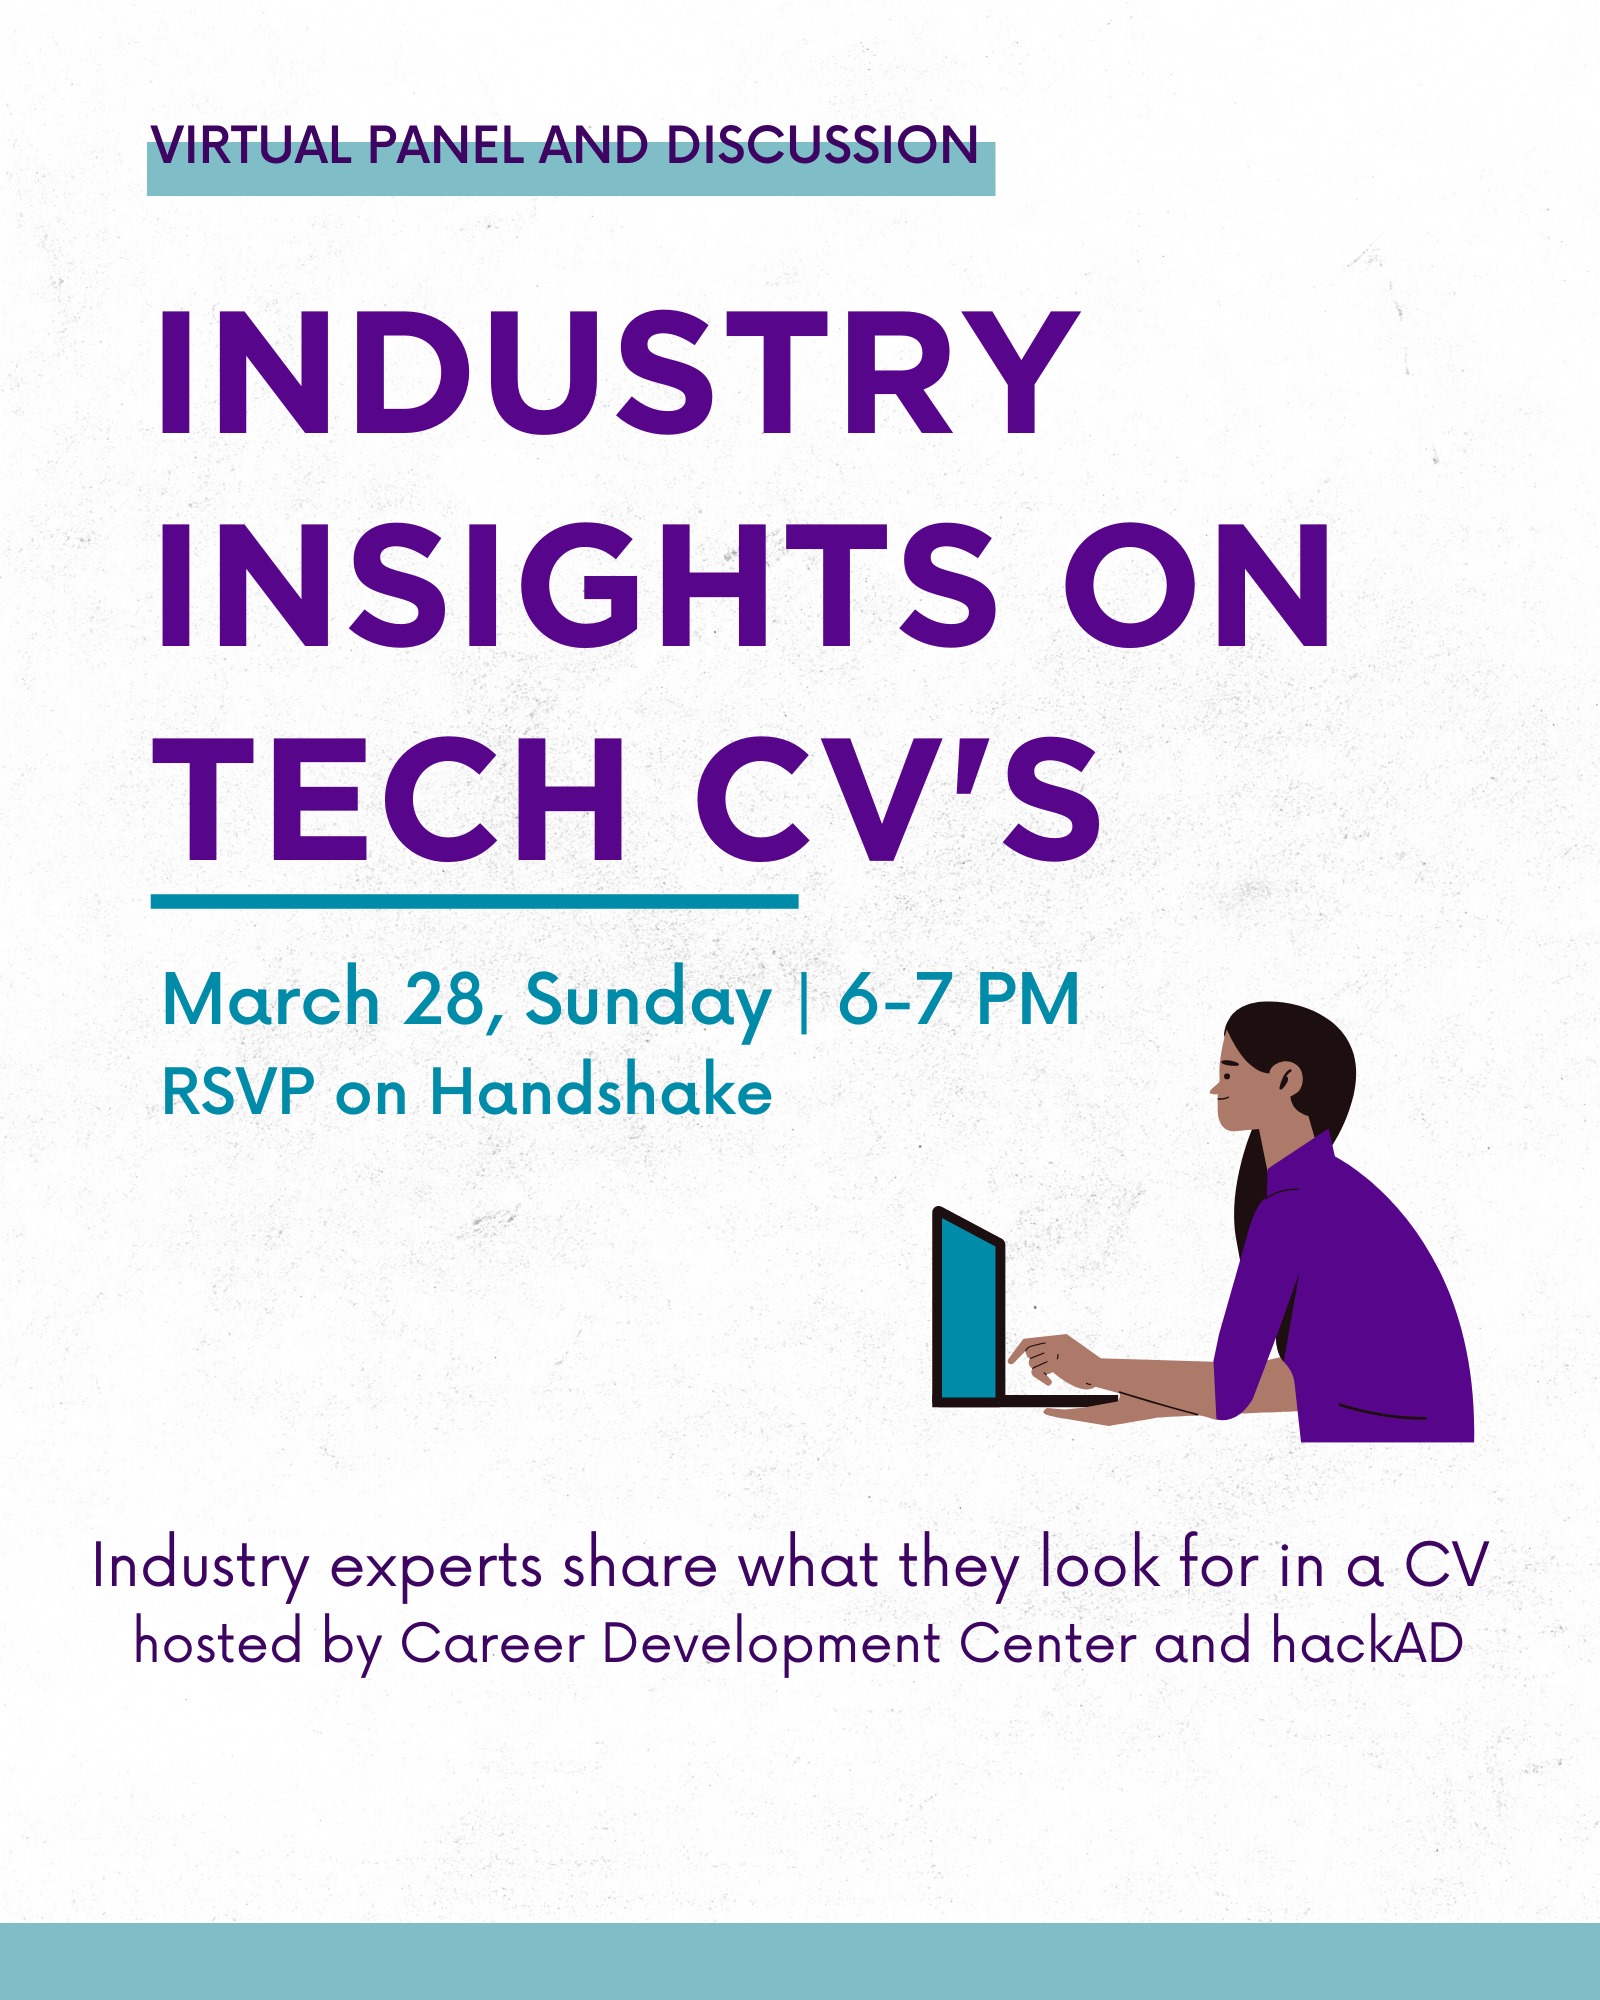 VIRTUAL PANEL AND DISCUSSION
INDUSTRY
INSIGHTS ON
TECH CV'S
March 28, Sunday | 6-7 PM
RSVP on Handshake
Industry experts share what they look for in a CV
hosted by Career Development Center and hackAD